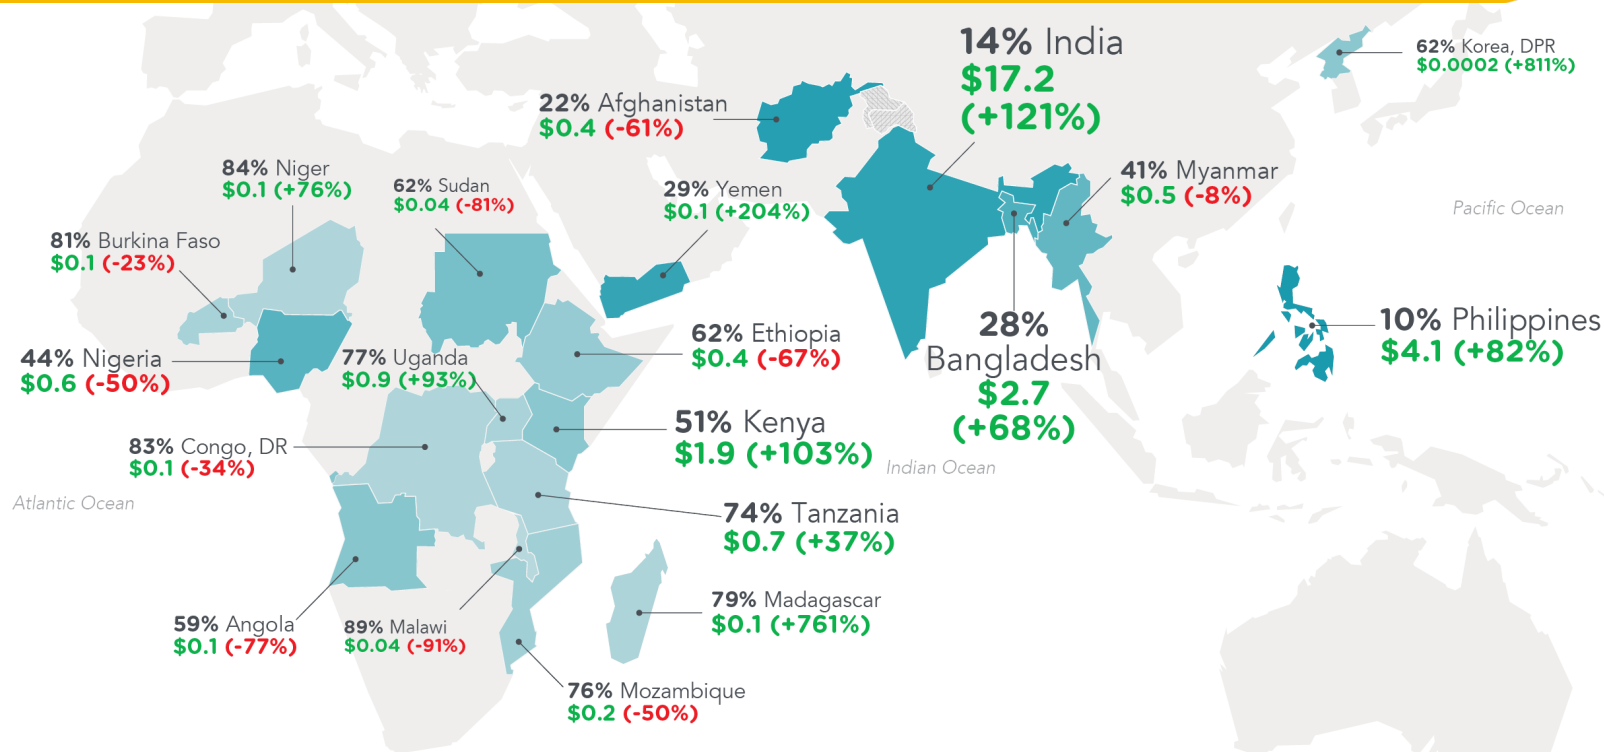 14% India
$17.2
(+121%)
62% Korea, DPR
$0.0002 (+811%)
22% Afghanistan
$0.4 (-61%)
84% Niger
$0.1 (+76%)
62% Sudan
$0.04 (-81%)
29% Yemen
$0.1 (+204%)
41% Myanmar
$0.5 (-8%)
Pacific Ocean
81% Burkina Faso
$0.1 (-23%)
44% Nigeria
$0.6 (-50%)
77% Uganda
$0.9 (+93%)
62% Ethiopia
$0.4 (-67%)
28%
Bangladesh
$2.7
(+68%)
10% Philippines
$4.1 (+82%)
83% Congo, DR
$0.1 (-34%)
51% Kenya
$1.9 (+103%)
Indian Ocean
Atlantic Ocean
74% Tanzania
$0.7 (+37%)
59% Angola
$0.1 (-77%)
89% Malawi
$0.04 (-91%)
79% Madagascar
$0.1 (+761%)
76% Mozambique
$0.2 (-50%)